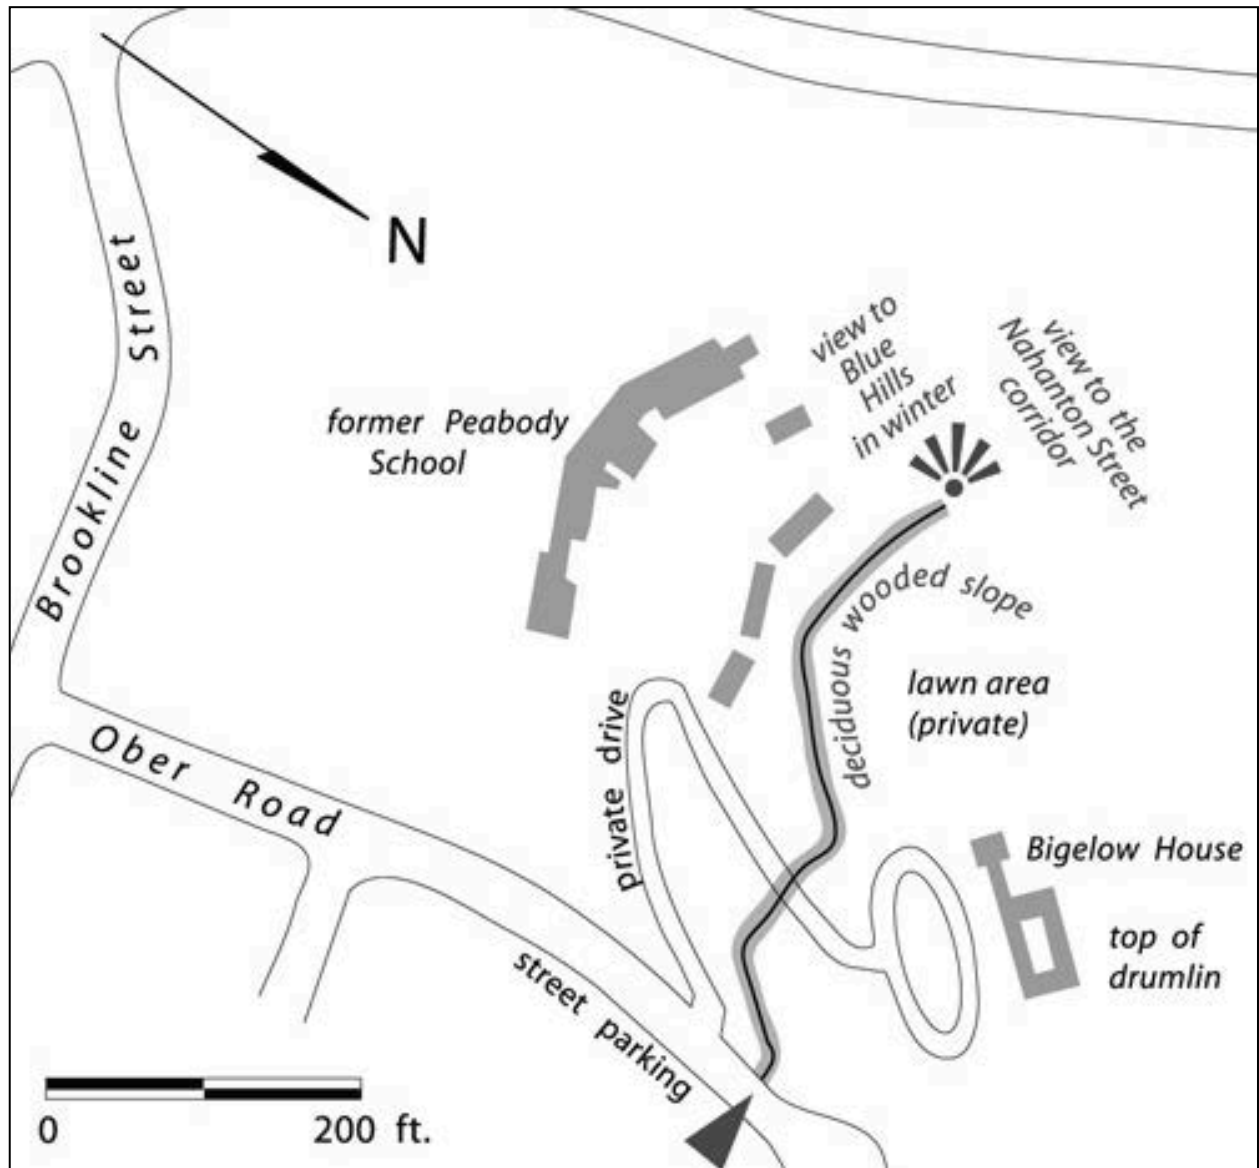 N
Brookline Street
former Peabody
School
view to
Blue
Hills
in winter
view to the
Nahanton Street
corridor
deciduous wooded slope
lawn area
(private)
private drive
Ober Road
Bigelow House
top of
drumlin
street parking
0 200 ft.